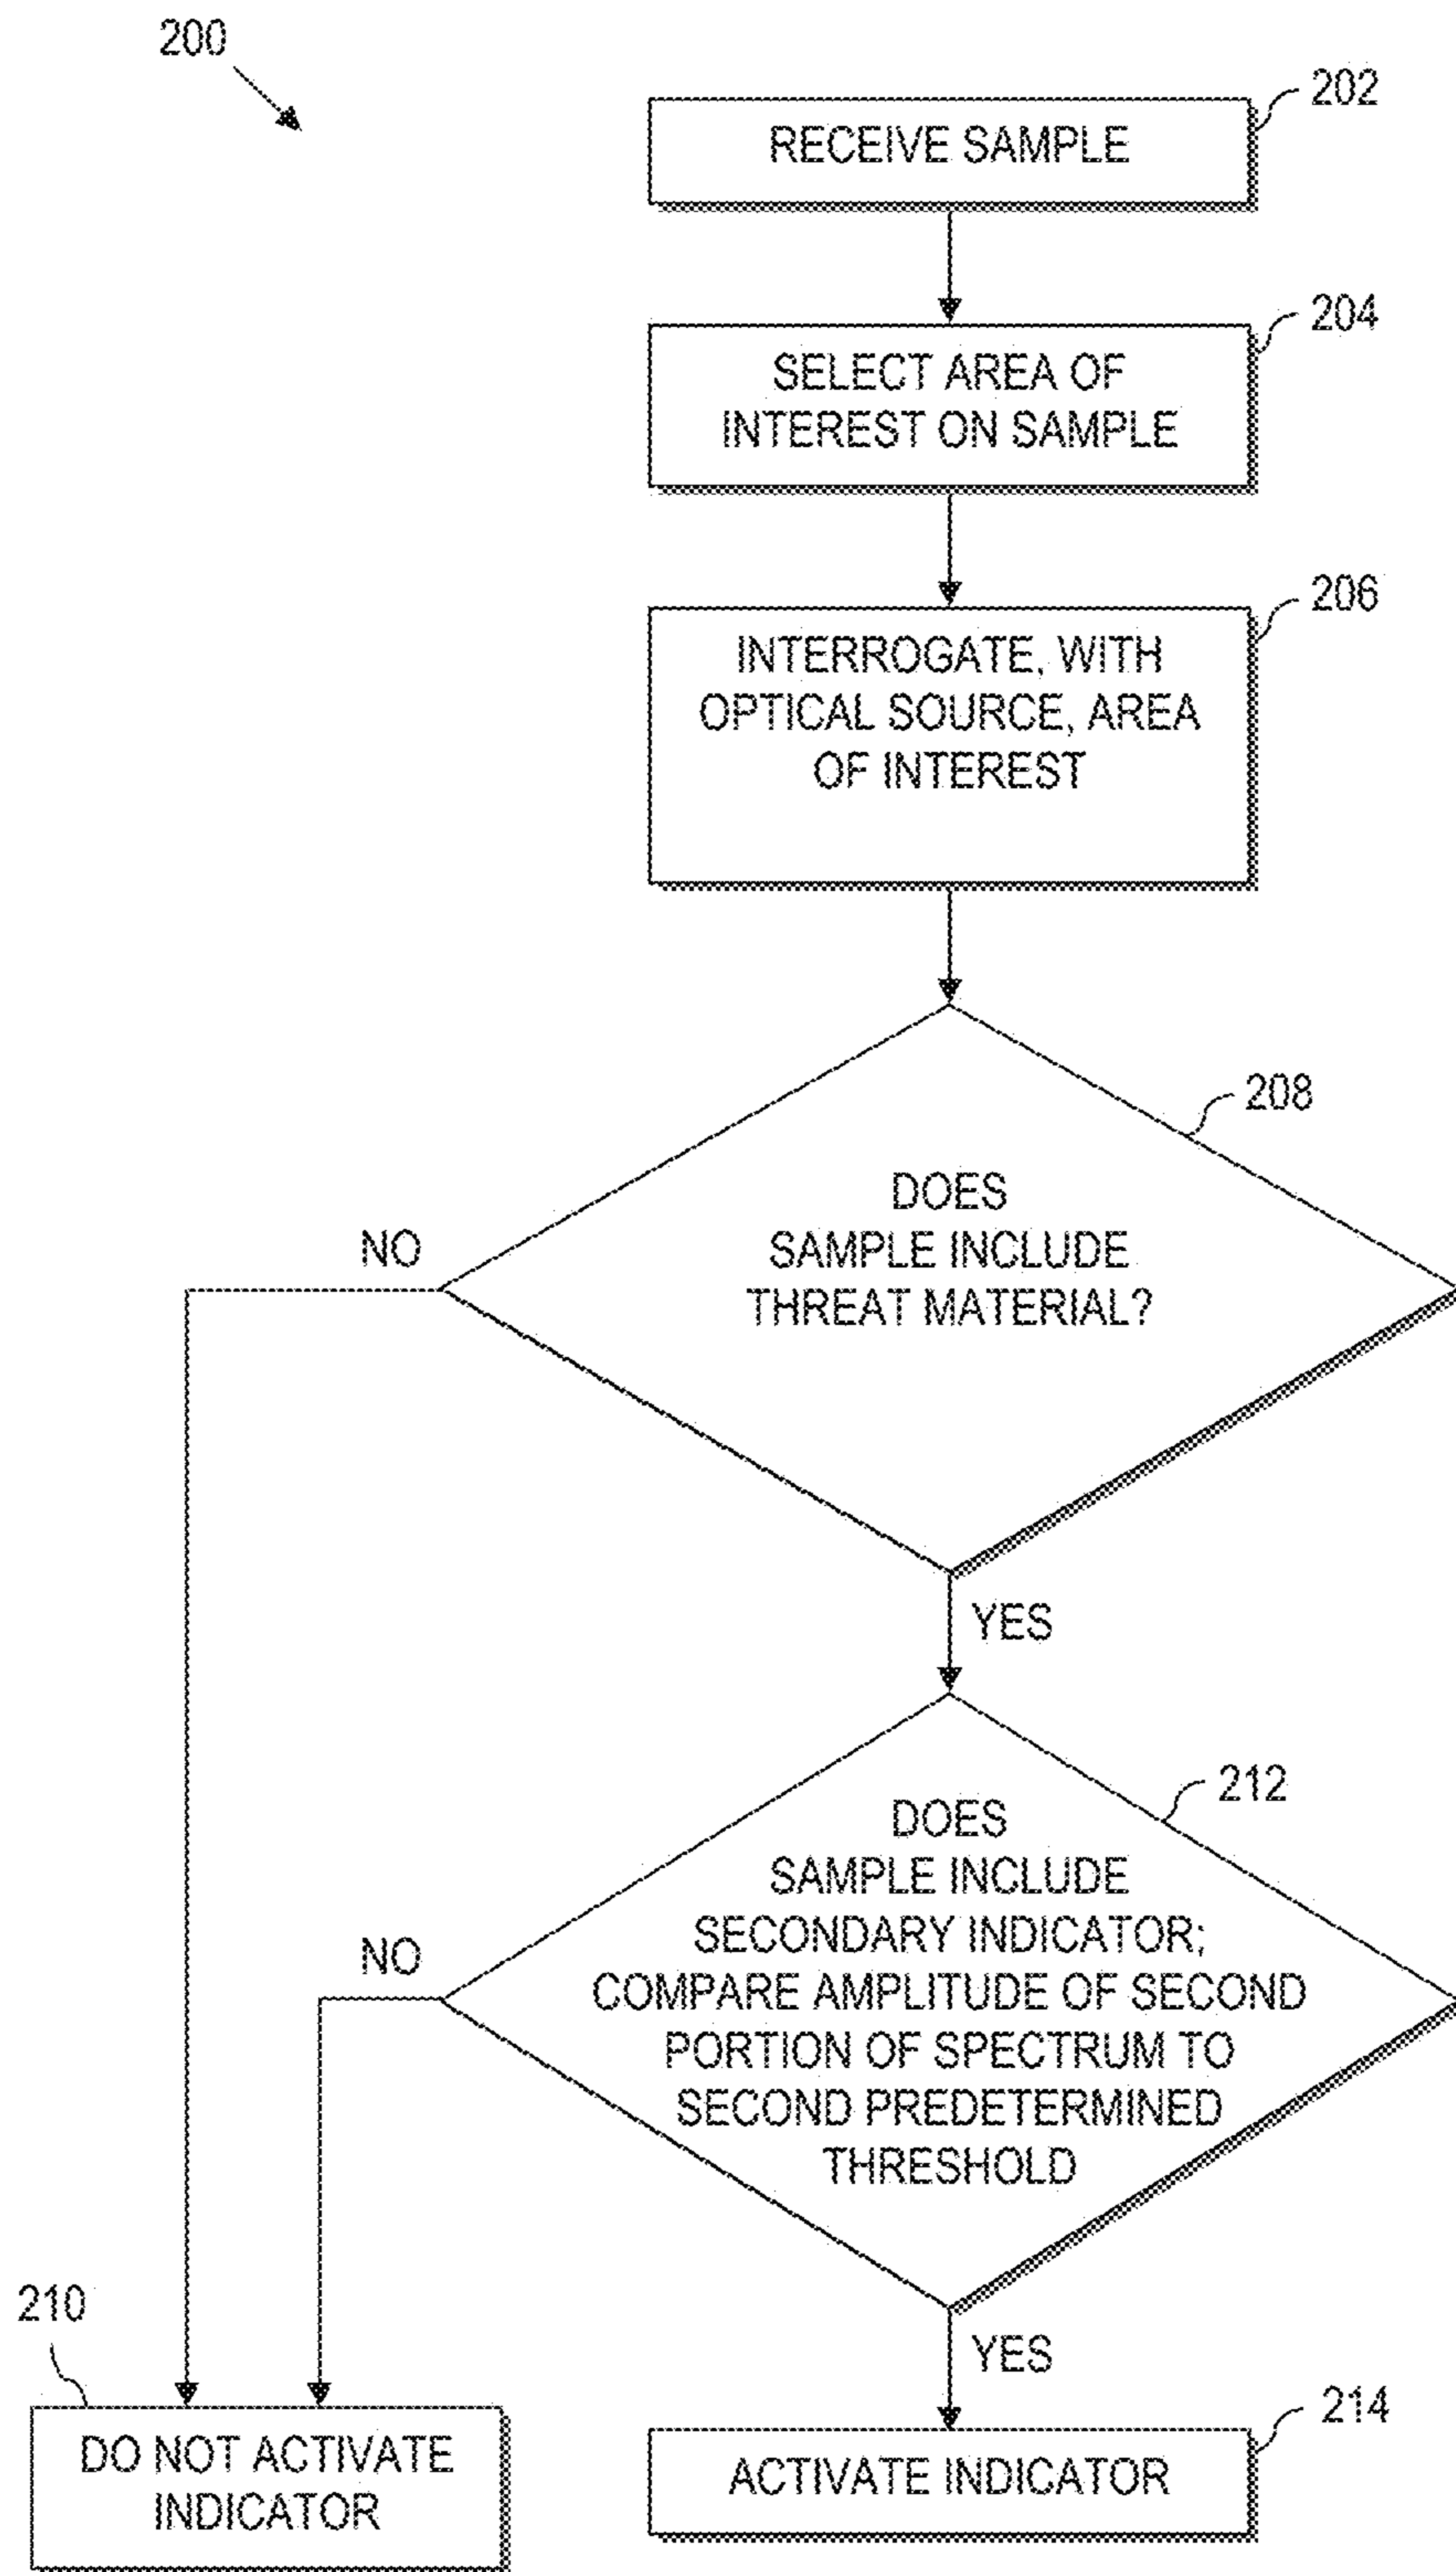 200
202
RECEIVE SAMPLE
204
SELECT AREA OF
INTEREST ON SAMPLE
206
INTERROGATE, WITH
OPTICAL SOURCE, AREA
OF INTEREST
208
DOES
SAMPLE INCLUDE
THREAT MATERIAL?
NO
YES
212
DOES
SAMPLE INCLUDE
SECONDARY INDICATOR;
COMPARE AMPLITUDE OF SECOND
PORTION OF SPECTRUM TO
SECOND PREDETERMINED
THRESHOLD
NO
YES
210
DO NOT ACTIVATE
INDICATOR
214
ACTIVATE INDICATOR